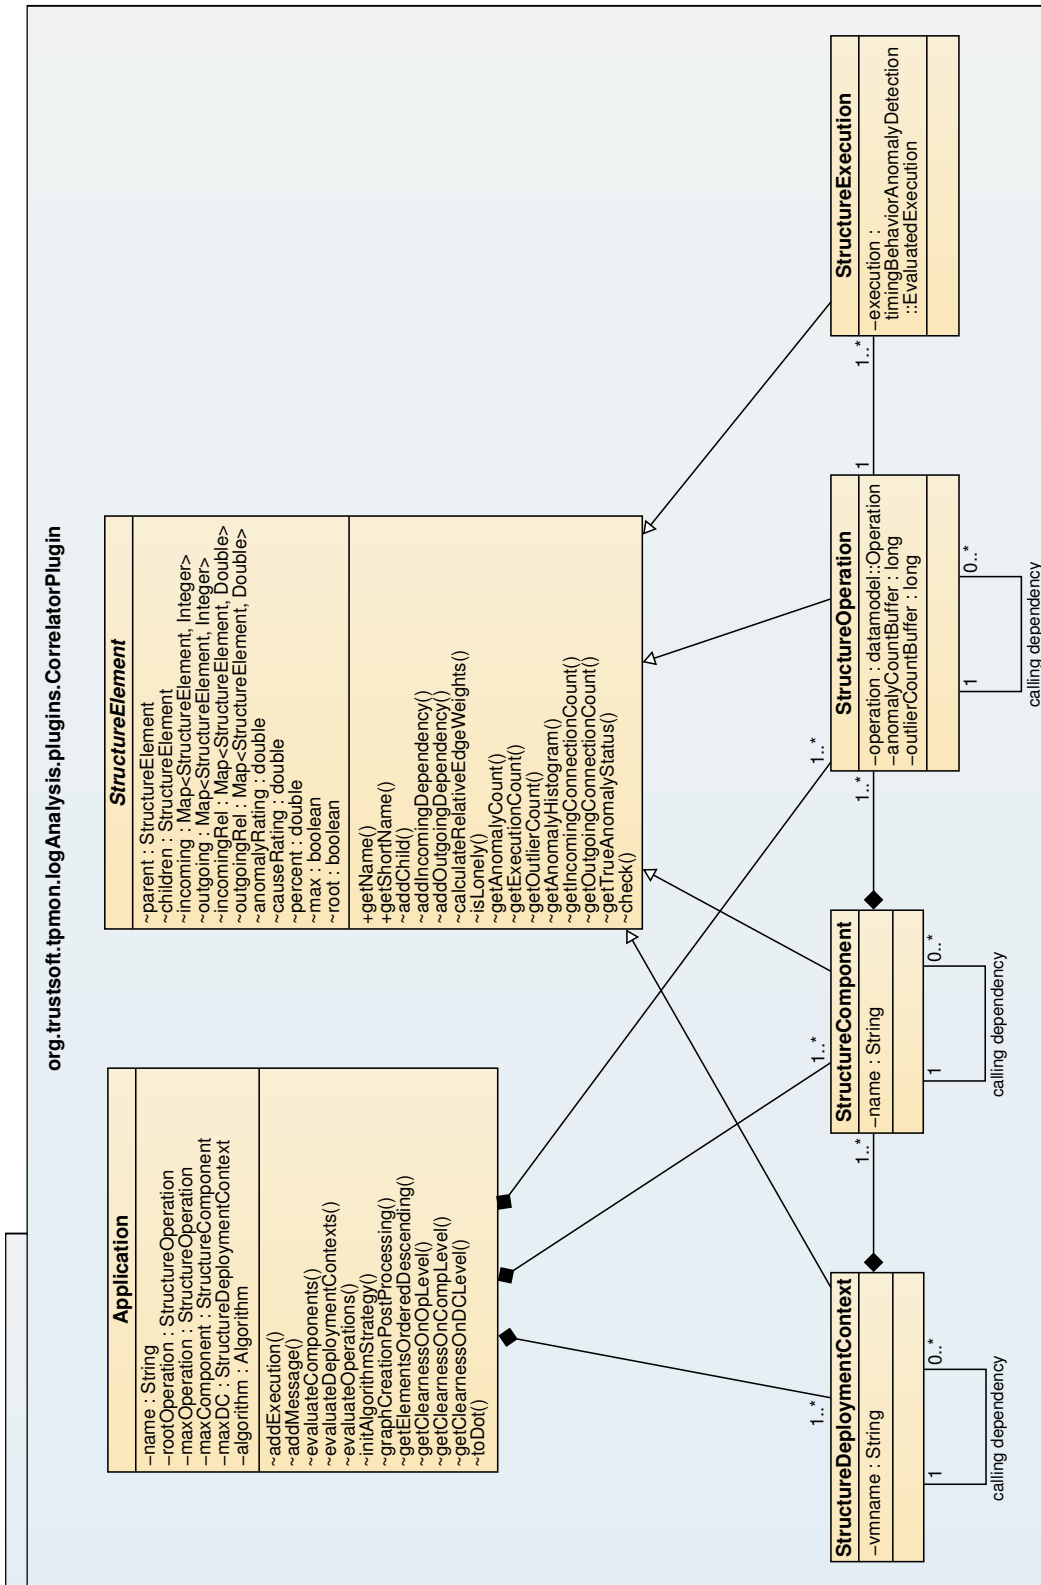 org.trustsoft.tpmon.logAnalysis.plugins.CorrelatorPlugin
Application
−name : String
−rootOperation : StructureOperation
−maxOperation : StructureOperation
−maxComponent : StructureComponent
−maxDC : StructureDeploymentContext
−algorithm : Algorithm
~addExecution()
~addMessage()
~evaluateComponents()
~evaluateDeploymentContexts()
~evaluateOperations()
~initAlgorithmStrategy()
~graphCreationPostProcessing()
~getElementsOrderedDescending()
~getClearnessOnOpLevel()
~getClearnessOnCompLevel()
~getClearnessOnDCLevel()
~toDot()
StructureElement
~parent : StructureElement
~children : StructureElement
~incoming : Map<StructureElement, Integer>
~outgoing : Map<StructureElement, Integer>
~incomingRel : Map<StructureElement, Double>
~outgoingRel : Map<StructureElement, Double>
~anomalyRating : double
~causeRating : double
~percent : double
~max : boolean
~root : boolean
+getName()
+getShortName()
~addChild()
~addIncomingDependency()
~addOutgoingDependency()
~calculateRelativeEdgeWeights()
~isLonely()
~getAnomalyCount()
~getExecutionCount()
~getOutlierCount()
~getAnomalyHistogram()
~getIncomingConnectionCount()
~getOutgoingConnectionCount()
~getTrueAnomalyStatus()
~check()
1..*
StructureDeploymentContext
−vmname : String
1
0..*
calling dependency
1..*
1..*
StructureComponent
−name : String
1
0..*
calling dependency
1..*
1..*
StructureOperation
−operation : datamodel::Operation
−anomalyCountBuffer : long
−outlierCountBuffer : long
1
0..*
calling dependency
1
1..*
StructureExecution
−execution :
timingBehaviorAnomalyDetection
::EvaluatedExecution